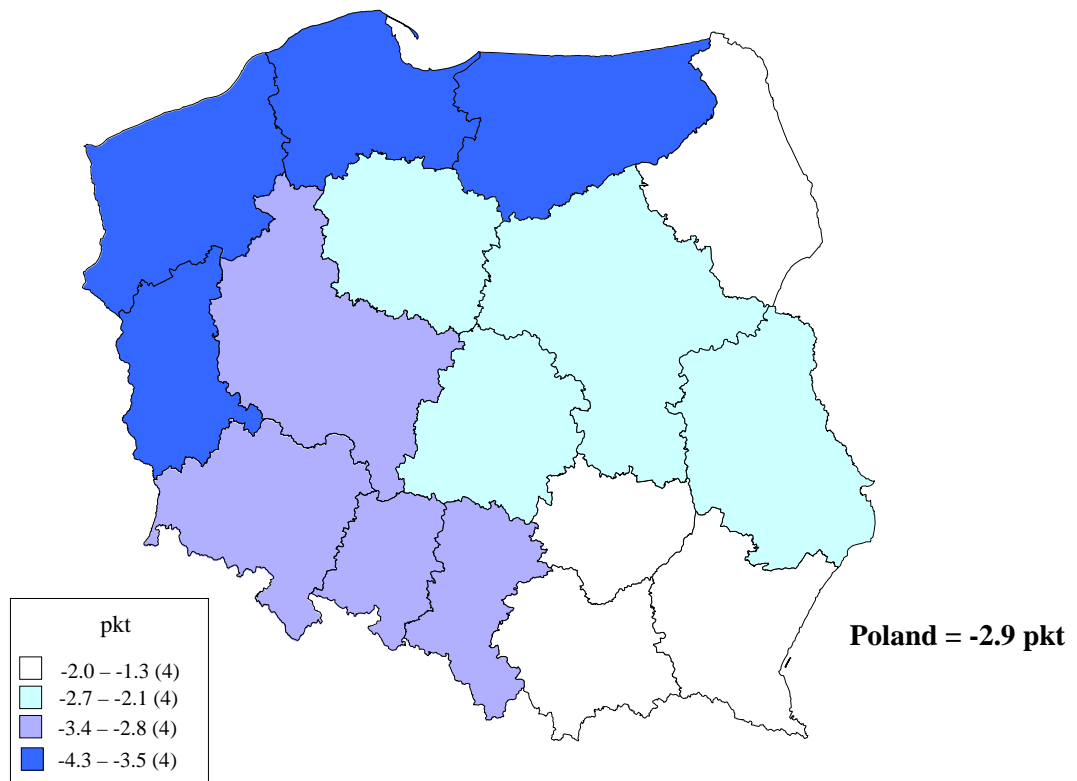 pkt
-2.0 – -1.3 (4)
-2.7 – -2.1 (4)
-3.4 – -2.8 (4)
-4.3 – -3.5 (4)
Poland = -2.9 pkt